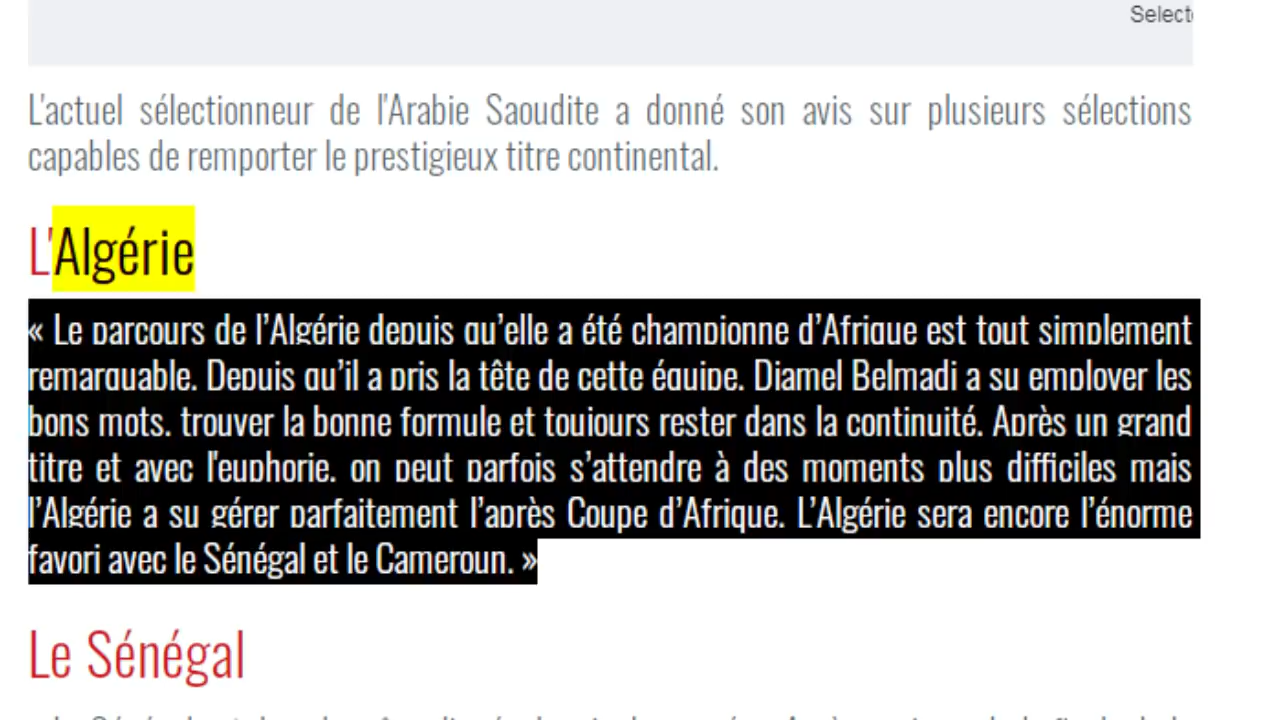 L'actuel sélectionneur de l'Arabie Saoudite a donné son avis sur plusieurs sélections
capables de remporter le prestigieux titre continental.
L'Algérie
« Le parcours de l’Algérie depuis qu’elle a été championne d’Afrique est tout simplement
remarquable. Depuis qu’il a pris la tête de cette équipe, Djamel Belmadi a su employer les
bons mots, trouver la bonne formule et toujours rester dans la continuité. Après un grand
titre et avec l'euphorie, on peut parfois s’attendre à des moments plus difficiles mais
l’Algérie a su gérer parfaitement l’après Coupe d’Afrique. L’Algérie sera encore l’énorme
favori avec le Sénégal et le Cameroun. »
Le Sénégal